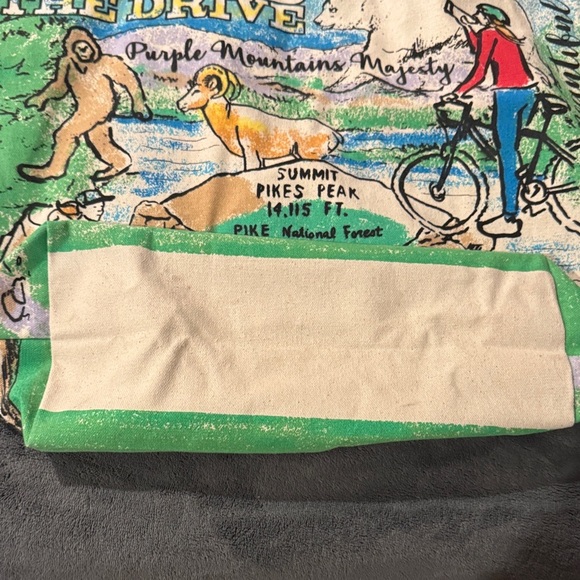 THE DRIVE
Purple Mountains Majesty
SUMMIT
PIKES PEAK
14,115 FT.
PIKE National Forest